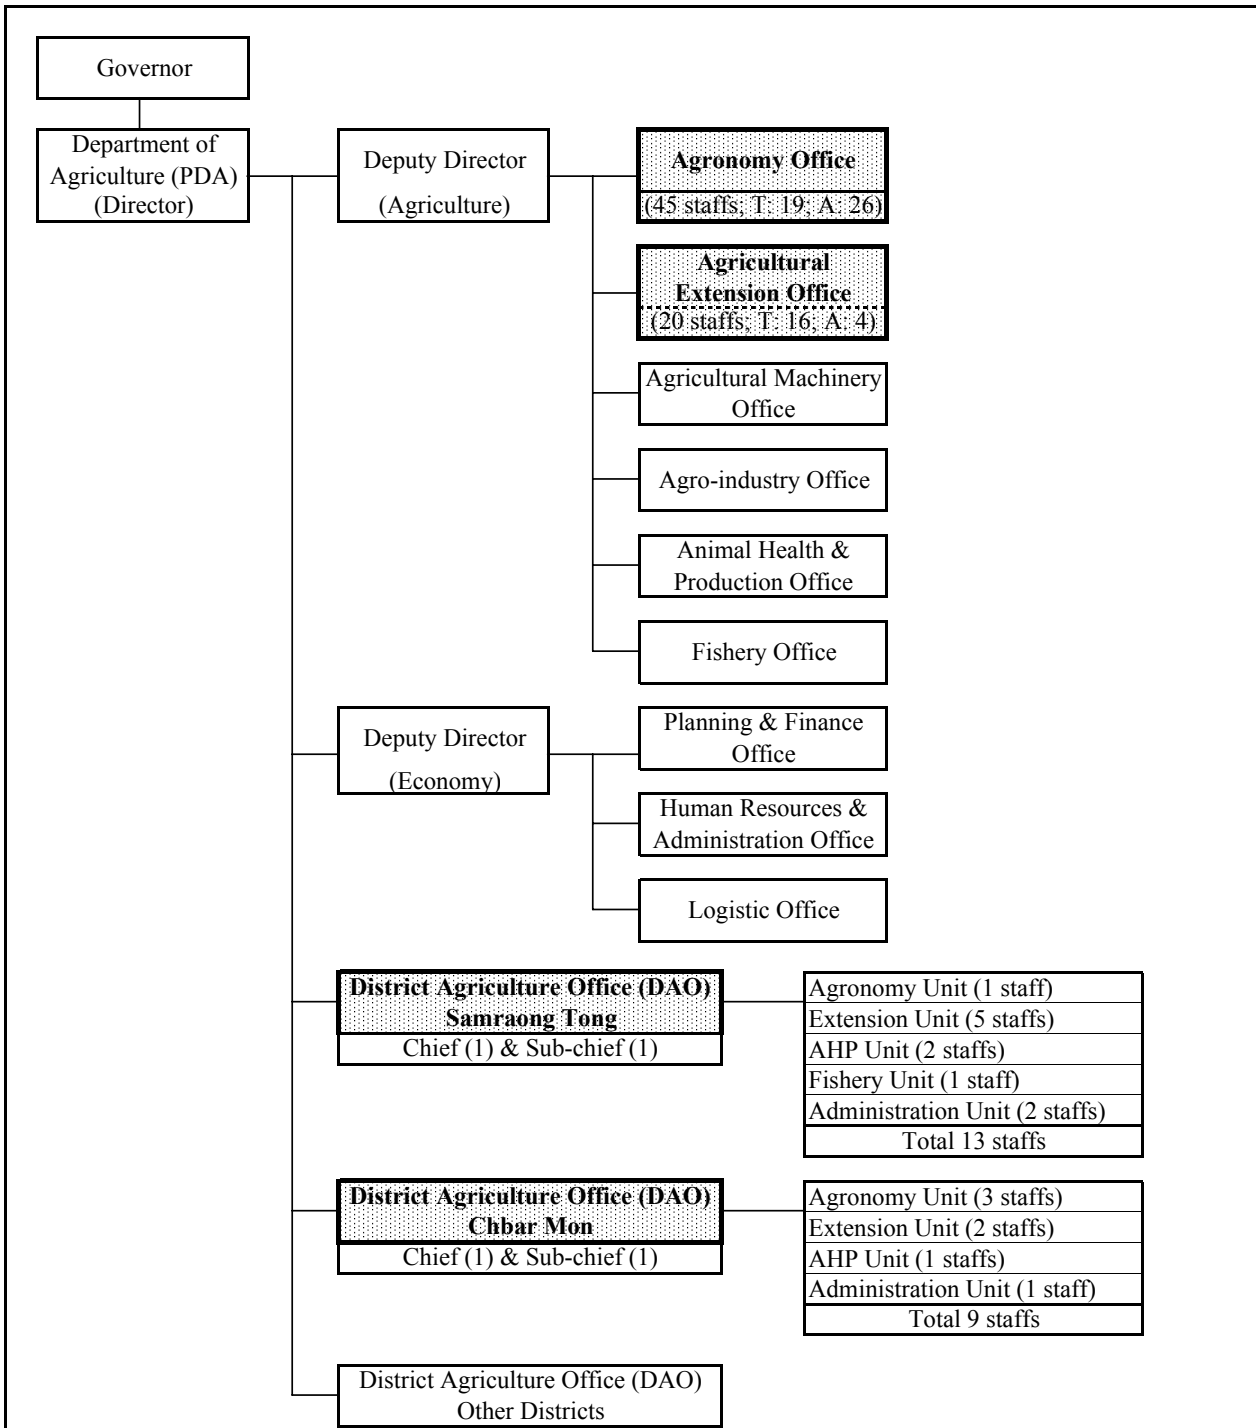 Governor
Department of
Agriculture (PDA)
(Director)
Deputy Director
(Agriculture)
Agronomy Office
(45 staffs; T: 19; A: 26)
Agricultural
Extension Office
(20 staffs; T: 16; A: 4)
Agricultural Machinery
Office
Agro-industry Office
Animal Health &
Production Office
Fishery Office
Deputy Director
(Economy)
Planning & Finance
Office
Human Resources &
Administration Office
Logistic Office
District Agriculture Office (DAO)
Samraong Tong
Chief (1) & Sub-chief (1)
Agronomy Unit (1 staff)
Extension Unit (5 staffs)
AHP Unit (2 staffs)
Fishery Unit (1 staff)
Administration Unit (2 staffs)
Total 13 staffs
District Agriculture Office (DAO)
Chbar Mon
Chief (1) & Sub-chief (1)
Agronomy Unit (3 staffs)
Extension Unit (2 staffs)
AHP Unit (1 staffs)
Administration Unit (1 staff)
Total 9 staffs
District Agriculture Office (DAO)
Other Districts